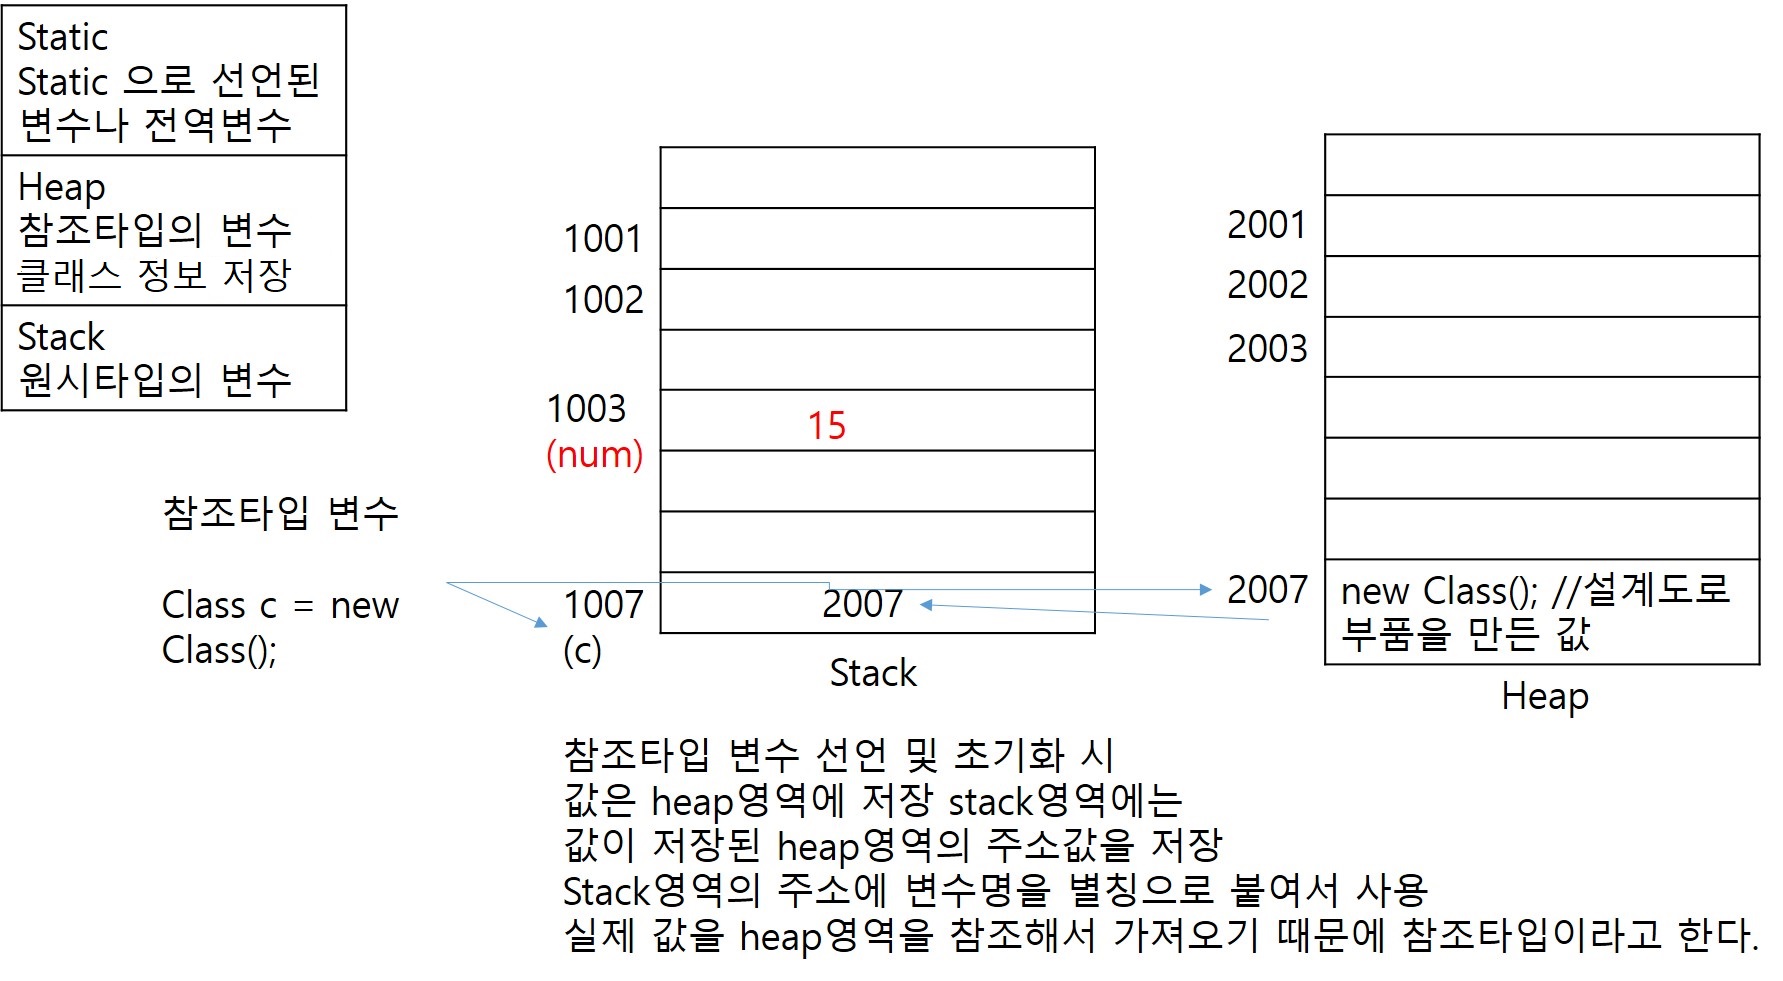 Static
Static 으로 선언된
변수나 전역변수
Heap
참조타입의 변수
클래스 정보 저장
Stack
원시타입의 변수
참조타입 변수
Class c = new
Class();
1001
1002
1003
(num)
15
1007
(c)
2007
Stack
2001
2002
2003
2007
new Class(); //설계도로
부품을 만든 값
Heap
참조타입 변수 선언 및 초기화 시
값은 heap영역에 저장 stack영역에는
값이 저장된 heap영역의 주소값을 저장
Stack영역의 주소에 변수명을 별칭으로 붙여서 사용
실제 값을 heap영역을 참조해서 가져오기 때문에 참조타입이라고 한다.